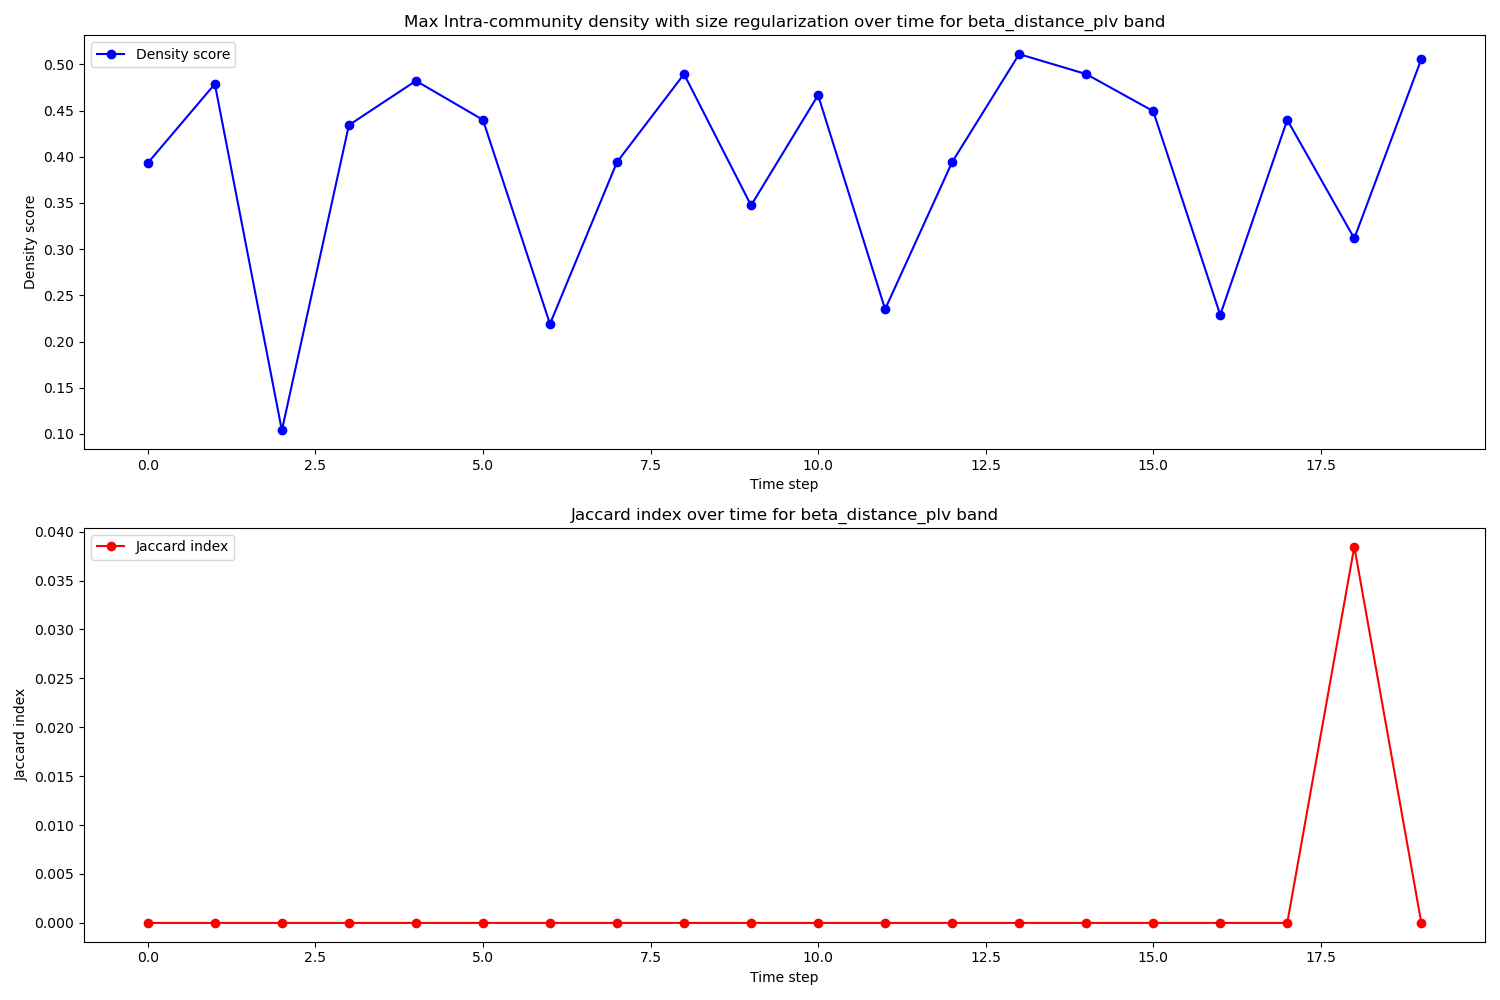 Max Intra-community density with size regularization over time for beta_distance_plv band
Density score
Density score
0.50
0.45
0.40
0.35
0.30
0.25
0.20
0.15
0.10
0.0 2.5 5.0 7.5 10.0 12.5 15.0 17.5
Time step
Jaccard index over time for beta_distance_plv band
Jaccard index
Jaccard index
0.040
0.035
0.030
0.025
0.020
0.015
0.010
0.005
0.000
0.0 2.5 5.0 7.5 10.0 12.5 15.0 17.5
Time step